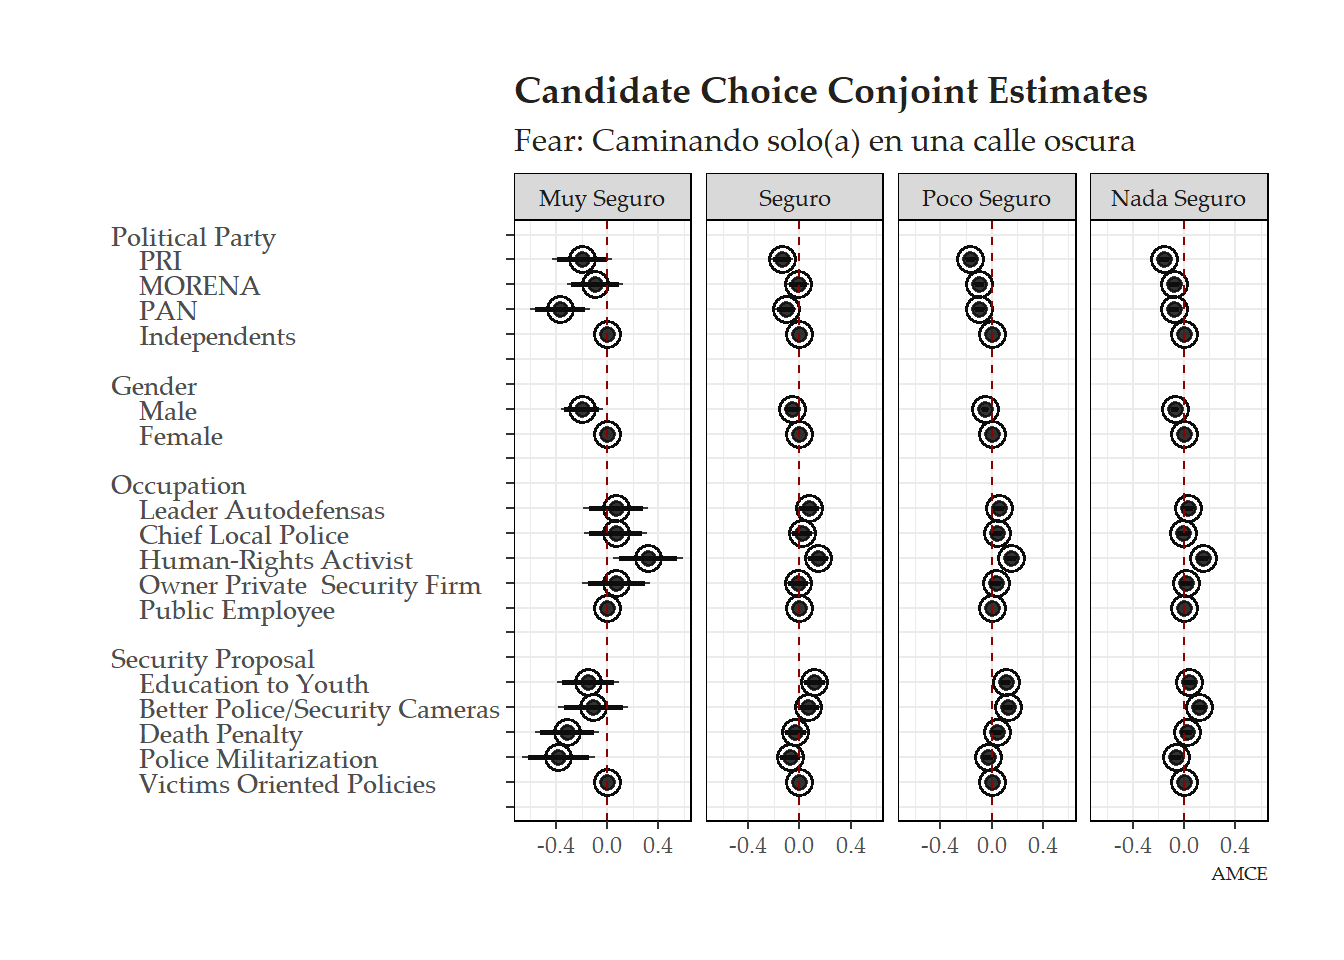 Candidate Choice Conjoint Estimates
Fear: Caminando solo(a) en una calle oscura
Muy Seguro
Seguro
Poco Seguro
Nada Seguro
Political Party
PRI
MORENA
PAN
Independents
Gender
Male
Female
Occupation
Leader Autodefensas
Chief Local Police
Human-Rights Activist
Owner Private  Security Firm
Public Employee
Security Proposal
Education to Youth
Better Police/Security Cameras
Death Penalty
Police Militarization
Victims Oriented Policies
-0.4 0.0 0.4
-0.4 0.0 0.4
-0.4 0.0 0.4
-0.4 0.0 0.4
AMCE